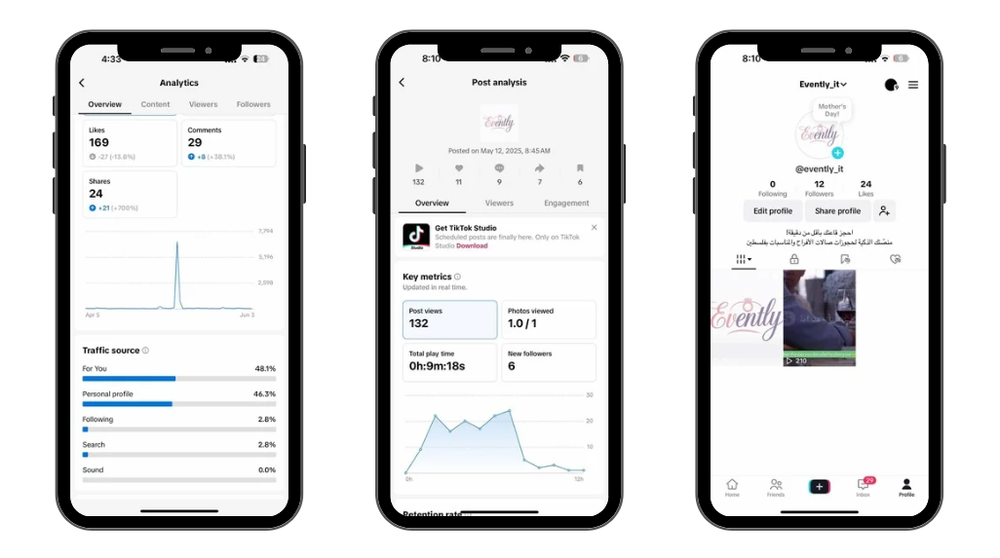 4:33
Analytics
Overview Content Viewers Followers
Likes
169
-27 (-13.8%)
Comments
29
+8 (+38.1%)
Shares
24
+21 (+700%)
7,794
5,196
2,598
Apr 5 Jun 3
Traffic source
For You 48.1%
Personal profile 46.3%
Following 2.8%
Search 2.8%
Sound 0.0%
8:10
Post analysis
Evently
Posted on May 12, 2025, 8:45AM
132 11 9 7 6
Overview Viewers Engagement
Get TikTok Studio
Scheduled posts are finally here. Only on TikTok
Studio Download
Key metrics
Updated in real time.
Post views
132
Photos viewed
1.0 / 1
Total play time
0h:9m:18s
New followers
6
30
20
10
0h 12h
Retention rate
8:10
Evently_it
Mother's
Day!
Evently
@evently_it
0 12 24
Following Followers Likes
Edit profile Share profile
احجز قاعتك بأقل من دقيقة!
منصتك الذكية لحجوزات صالات الأفراح والمناسبات بفلسطين
Evently
210
29
Home Friends Inbox Profile